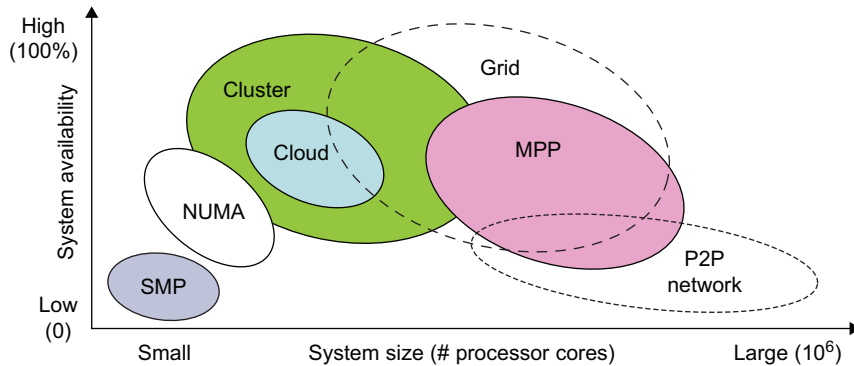 High
(100%)
System availability
Low
(0)
Cluster
Cloud
Grid
MPP
NUMA
SMP
P2P
network
Small
System size (# processor cores)
Large (10⁶)